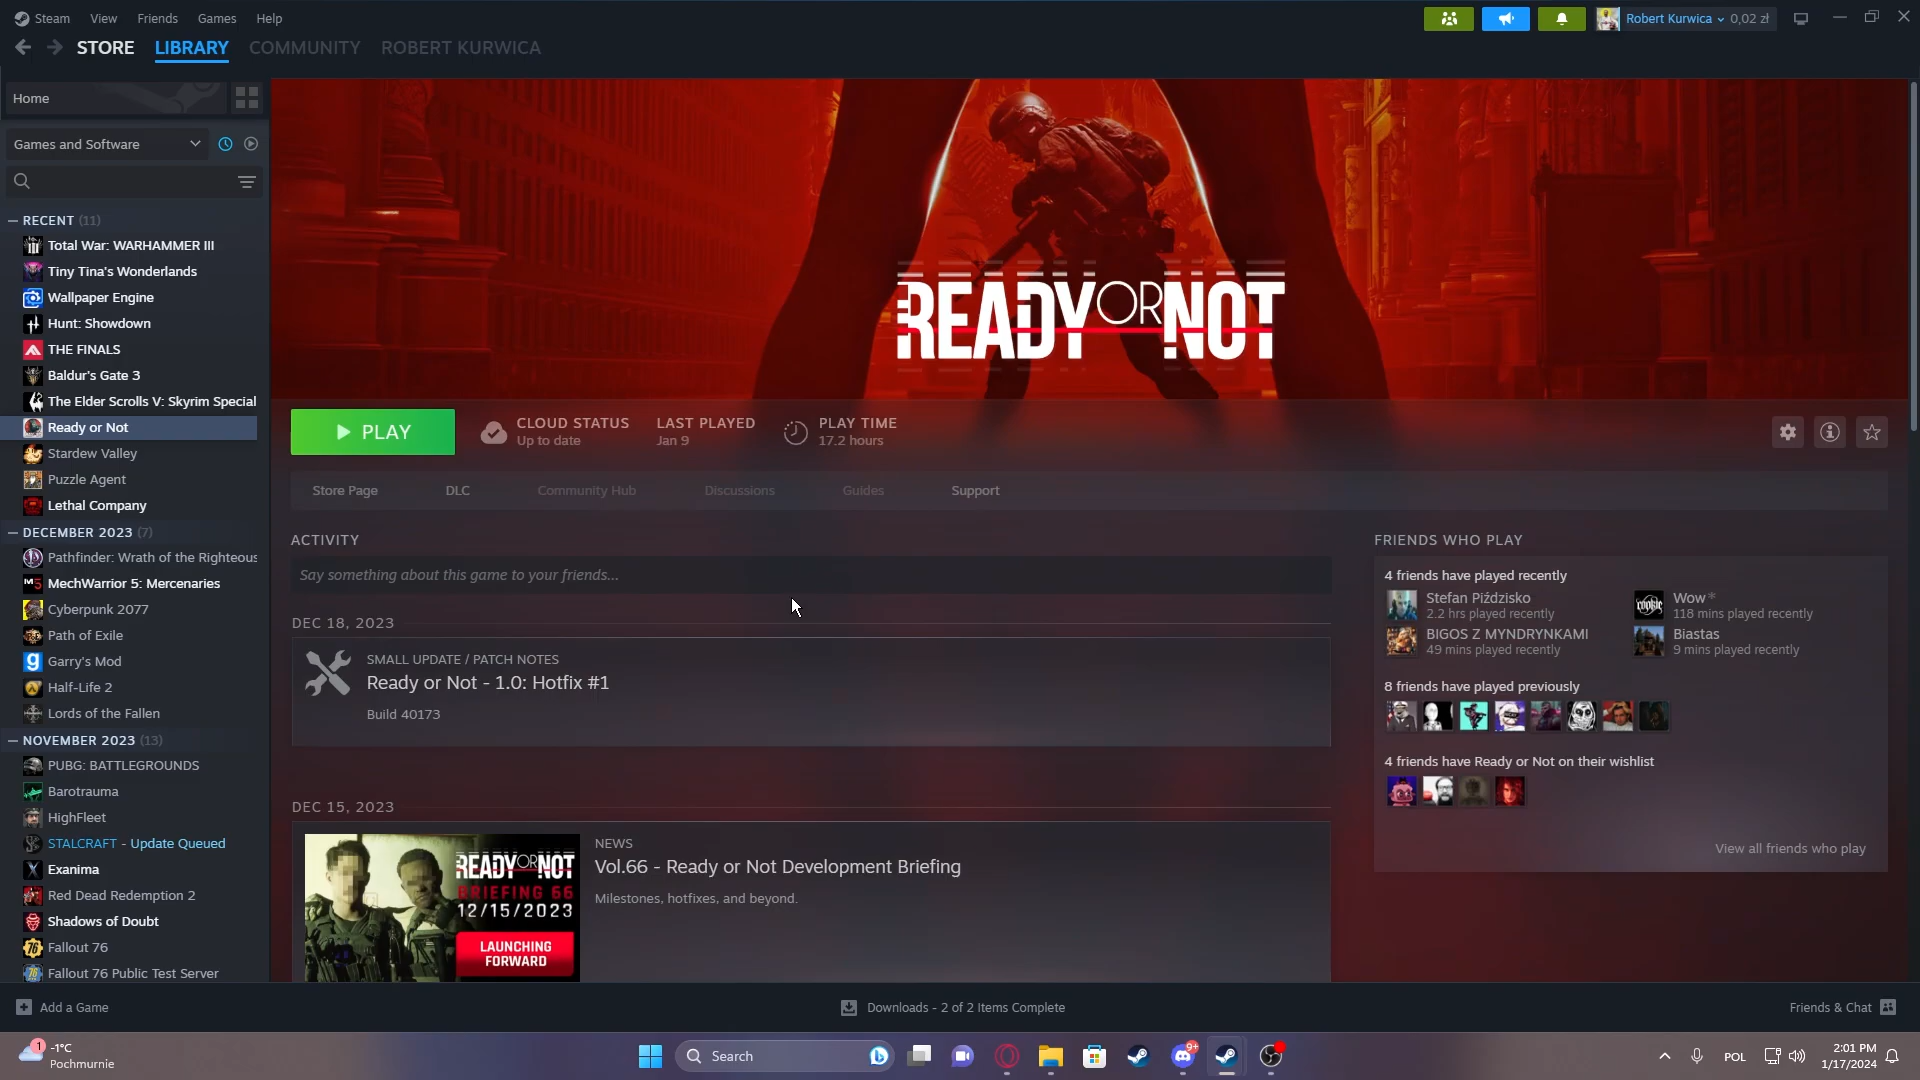 Steam View Friends Games Help
Robert Kurwica 0,02 zł
STORE LIBRARY COMMUNITY ROBERT KURWICA
Home
Games and Software
RECENT (11)
Total War: WARHAMMER III
Tiny Tina's Wonderlands
Wallpaper Engine
Hunt: Showdown
THE FINALS
Baldur's Gate 3
The Elder Scrolls V: Skyrim Special
Ready or Not
Stardew Valley
Puzzle Agent
Lethal Company
DECEMBER 2023 (7)
Pathfinder: Wrath of the Righteous
MechWarrior 5: Mercenaries
Cyberpunk 2077
Path of Exile
Garry's Mod
Half-Life 2
Lords of the Fallen
NOVEMBER 2023 (13)
PUBG: BATTLEGROUNDS
Barotrauma
HighFleet
STALCRAFT - Update Queued
Exanima
Red Dead Redemption 2
Shadows of Doubt
Fallout 76
Fallout 76 Public Test Server
READY OR NOT
PLAY
CLOUD STATUS
Up to date
LAST PLAYED
Jan 9
PLAY TIME
17.2 hours
Store Page DLC Community Hub Discussions Guides Support
ACTIVITY
Say something about this game to your friends...
DEC 18, 2023
SMALL UPDATE / PATCH NOTES
Ready or Not - 1.0: Hotfix #1
Build 40173
DEC 15, 2023
READY OR NOT
BRIEFING 66
12/15/2023
LAUNCHING
FORWARD
NEWS
Vol.66 - Ready or Not Development Briefing
Milestones, hotfixes, and beyond.
FRIENDS WHO PLAY
4 friends have played recently
Stefan Piździsko
2.2 hrs played recently
Wow*
118 mins played recently
BIGOS Z MYNDRYNKAMI
49 mins played recently
Biastas
9 mins played recently
8 friends have played previously
4 friends have Ready or Not on their wishlist
View all friends who play
Add a Game
Downloads - 2 of 2 Items Complete
Friends & Chat
1
-1°C
Pochmurnie
Search
9+
POL
2:01 PM
1/17/2024